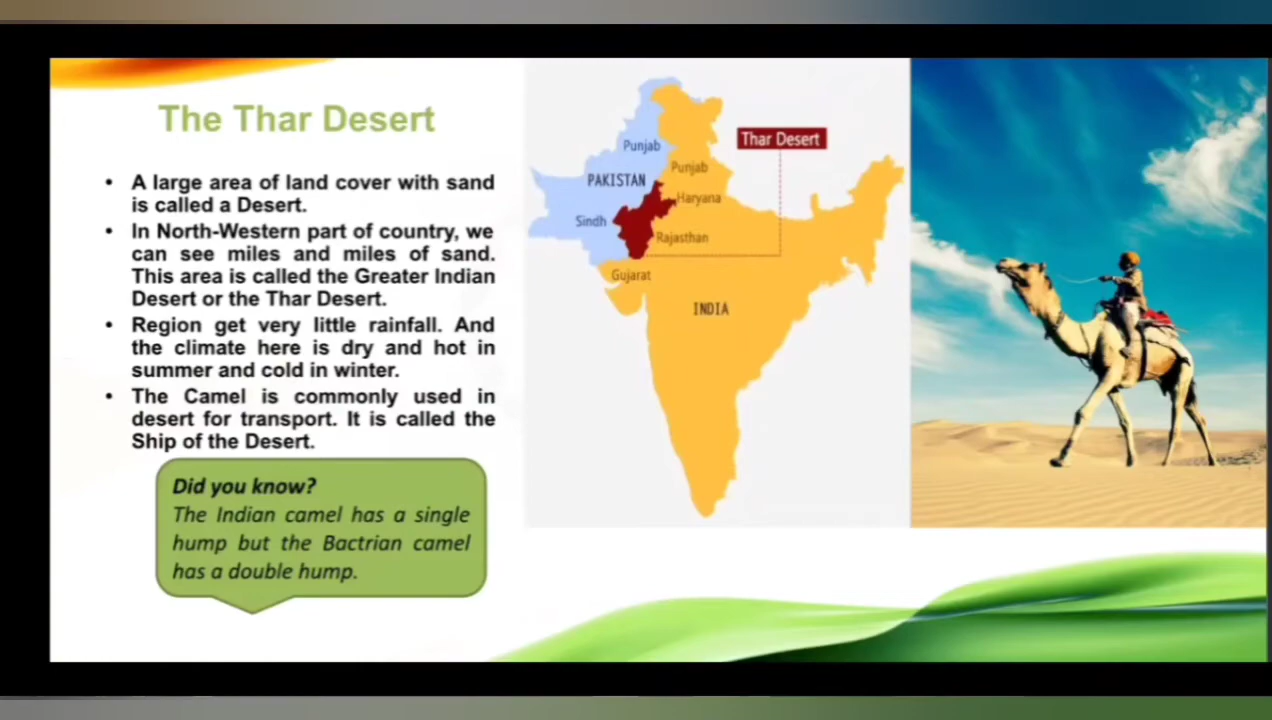 The Thar Desert
• A large area of land cover with sand
is called a Desert.
• In North-Western part of country, we
can see miles and miles of sand.
This area is called the Greater Indian
Desert or the Thar Desert.
• Region get very little rainfall. And
the climate here is dry and hot in
summer and cold in winter.
• The Camel is commonly used in
desert for transport. It is called the
Ship of the Desert.
Did you know?
The Indian camel has a single
hump but the Bactrian camel
has a double hump.
Thar Desert
Punjab
Punjab
PAKISTAN
Haryana
Sindh
Rajasthan
Gujarat
INDIA